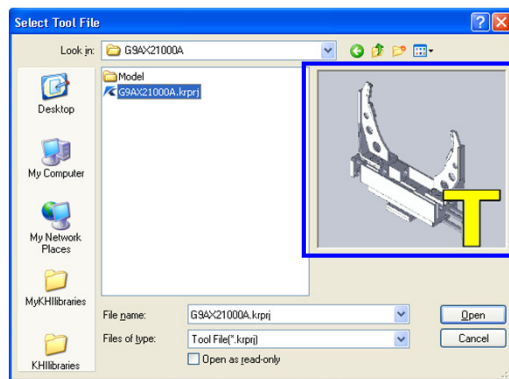 Select Tool File
Look in:
G9AX21000A
Model
G9AX21000A.krprj
Desktop
My Computer
My Network
Places
MyKHIlibraries
KHIlibraries
T
File name:
G9AX21000A.krprj
Open
Files of type:
Tool File(*.krprj)
Cancel
Open as read-only